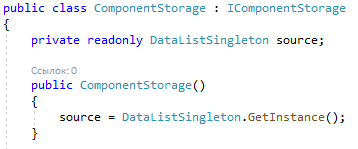 public class ComponentStorage : IComponentStorage
{
private readonly DataListSingleton source;
Ссылок: 0
public ComponentStorage()
{
source = DataListSingleton.GetInstance();
}